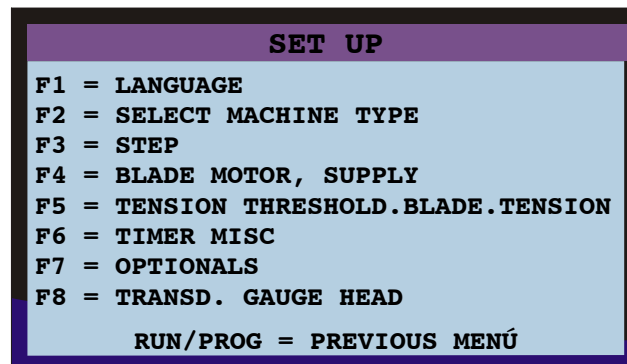 SET UP
F1 = LANGUAGE
F2 = SELECT MACHINE TYPE
F3 = STEP
F4 = BLADE MOTOR, SUPPLY
F5 = TENSION THRESHOLD.BLADE.TENSION
F6 = TIMER MISC
F7 = OPTIONALS
F8 = TRANSD. GAUGE HEAD
RUN/PROG = PREVIOUS MENÚ